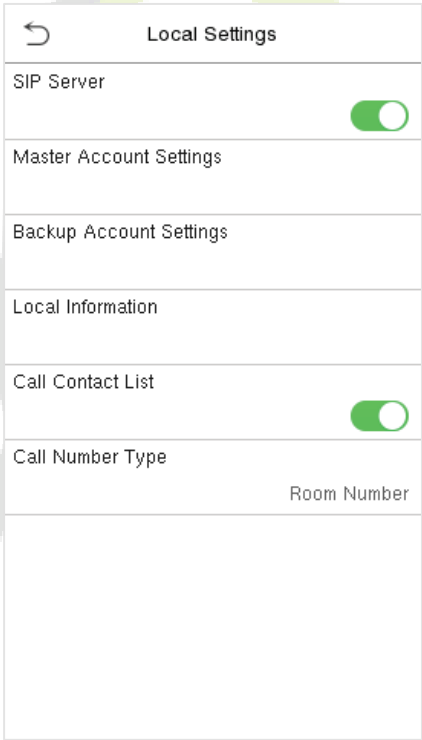 Local Settings
SIP Server
Master Account Settings
Backup Account Settings
Local Information
Call Contact List
Call Number Type
Room Number